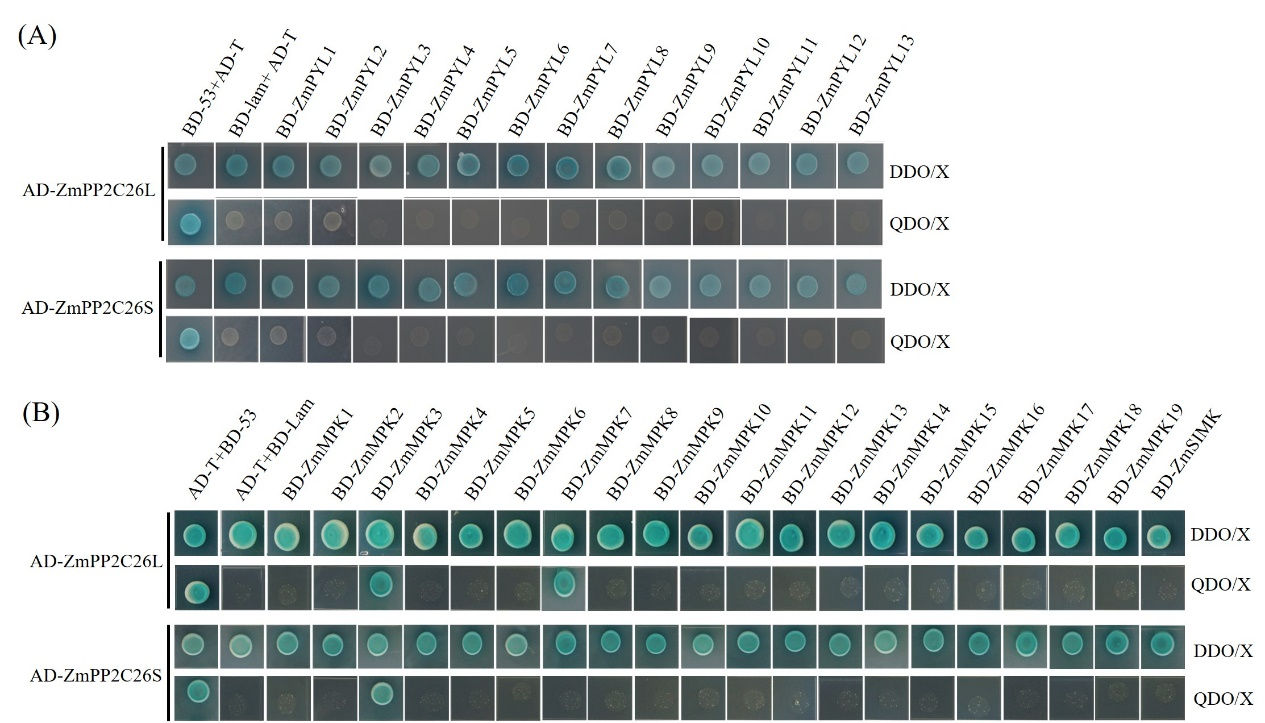 (A)
BD-53+AD-T
BD-lam+ AD-T
BD-ZmPYL1
BD-ZmPYL2
BD-ZmPYL3
BD-ZmPYL4
BD-ZmPYL5
BD-ZmPYL6
BD-ZmPYL7
BD-ZmPYL8
BD-ZmPYL9
BD-ZmPYL10
BD-ZmPYL11
BD-ZmPYL12
BD-ZmPYL13
AD-ZmPP2C26L
DDO/X
QDO/X
AD-ZmPP2C26S
DDO/X
QDO/X
(B)
AD-T+BD-53
AD-T+BD-Lam
BD-ZmMPK1
BD-ZmMPK2
BD-ZmMPK3
BD-ZmMPK4
BD-ZmMPK5
BD-ZmMPK6
BD-ZmMPK7
BD-ZmMPK8
BD-ZmMPK9
BD-ZmMPK10
BD-ZmMPK11
BD-ZmMPK12
BD-ZmMPK13
BD-ZmMPK14
BD-ZmMPK15
BD-ZmMPK16
BD-ZmMPK17
BD-ZmMPK18
BD-ZmMPK19
BD-ZmSIMK
AD-ZmPP2C26L
DDO/X
QDO/X
AD-ZmPP2C26S
DDO/X
QDO/X